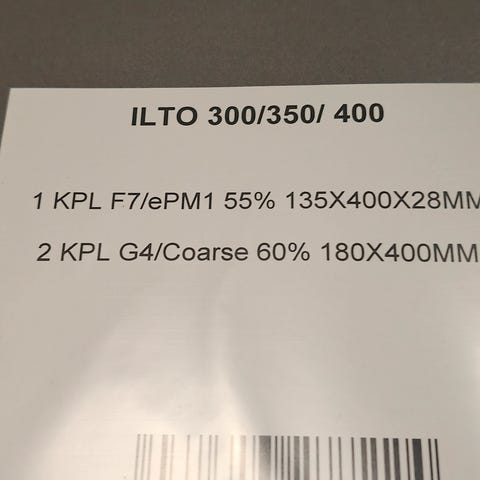 ILTO 300/350/ 400
1 KPL F7/ePM1 55% 135X400X28MM
2 KPL G4/Coarse 60% 180X400MM